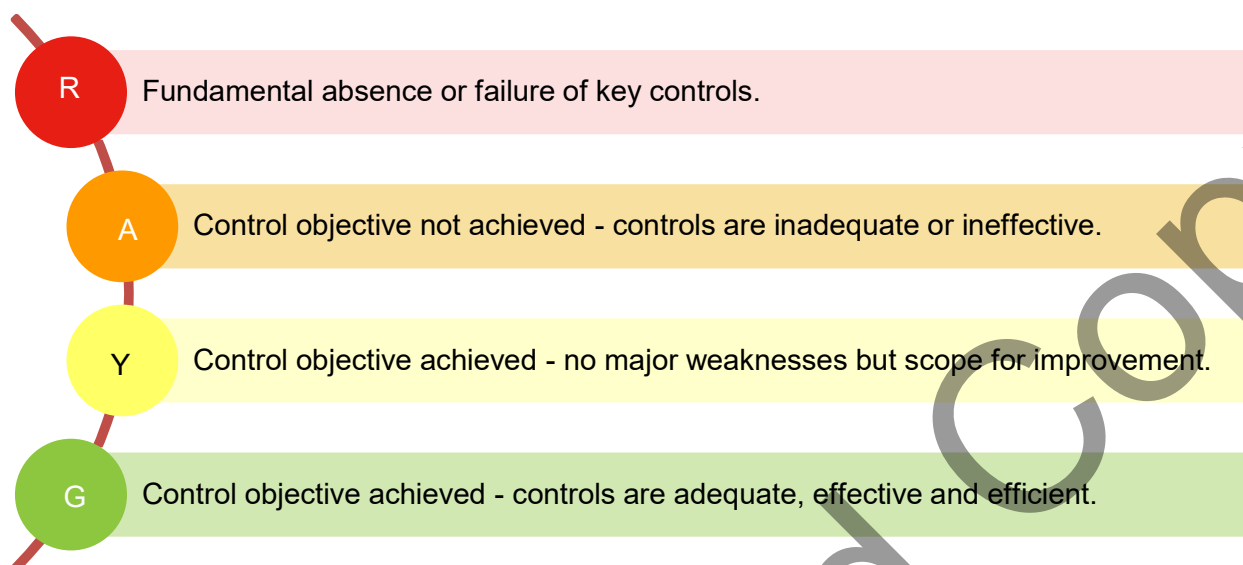 R
Fundamental absence or failure of key controls.
A
Control objective not achieved - controls are inadequate or ineffective.
Y
Control objective achieved - no major weaknesses but scope for improvement.
G
Control objective achieved - controls are adequate, effective and efficient.